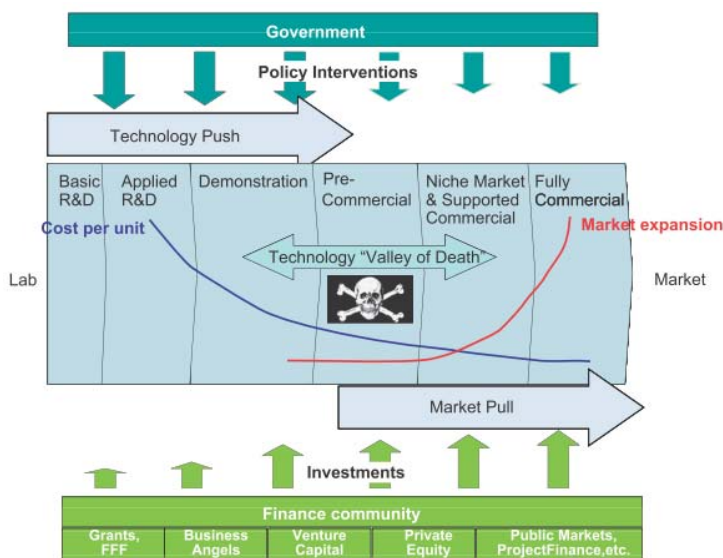 Government
Policy Interventions
Technology Push
Basic
R&D
Applied
R&D
Demonstration
Pre-
Commercial
Niche Market
& Supported
Commercial
Fully
Commercial
Cost per unit
Market expansion
Technology "Valley of Death"
Lab
Market
Market Pull
Investments
Finance community
Grants,
FFF
Business
Angels
Venture
Capital
Private
Equity
Public Markets,
ProjectFinance,etc.